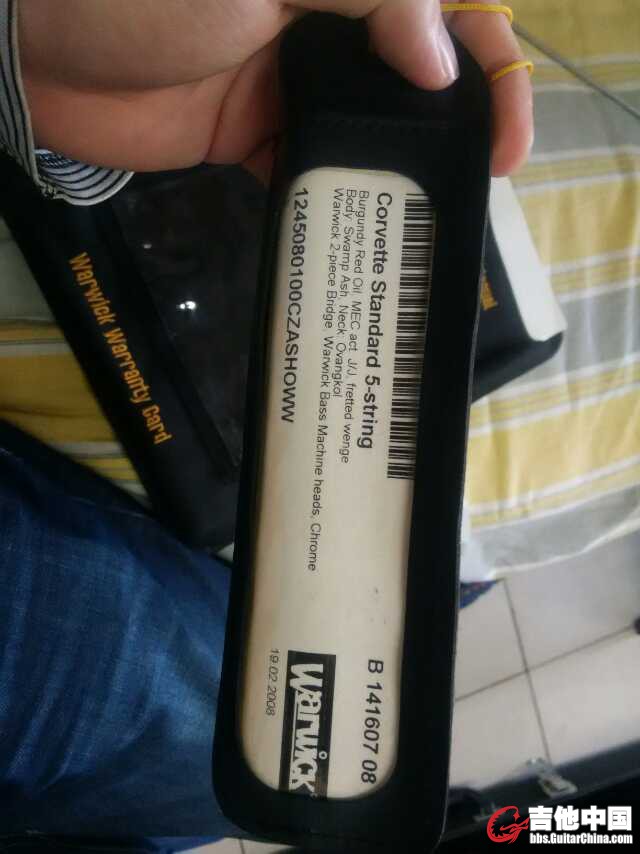 Corvette Standard 5-string
Burgundy Red Oil, MEC act. J/J, fretted wenge
Body: Swamp Ash, Neck: Ovangkol
Warwick 2-piece Bridge, Warwick Bass Machine heads, Chrome
1245080100CZASHOWW
B 141607 08
Warwick
19.02.2008
Warwick Warranty Card
吉他中国
bbs.GuitarChina.com